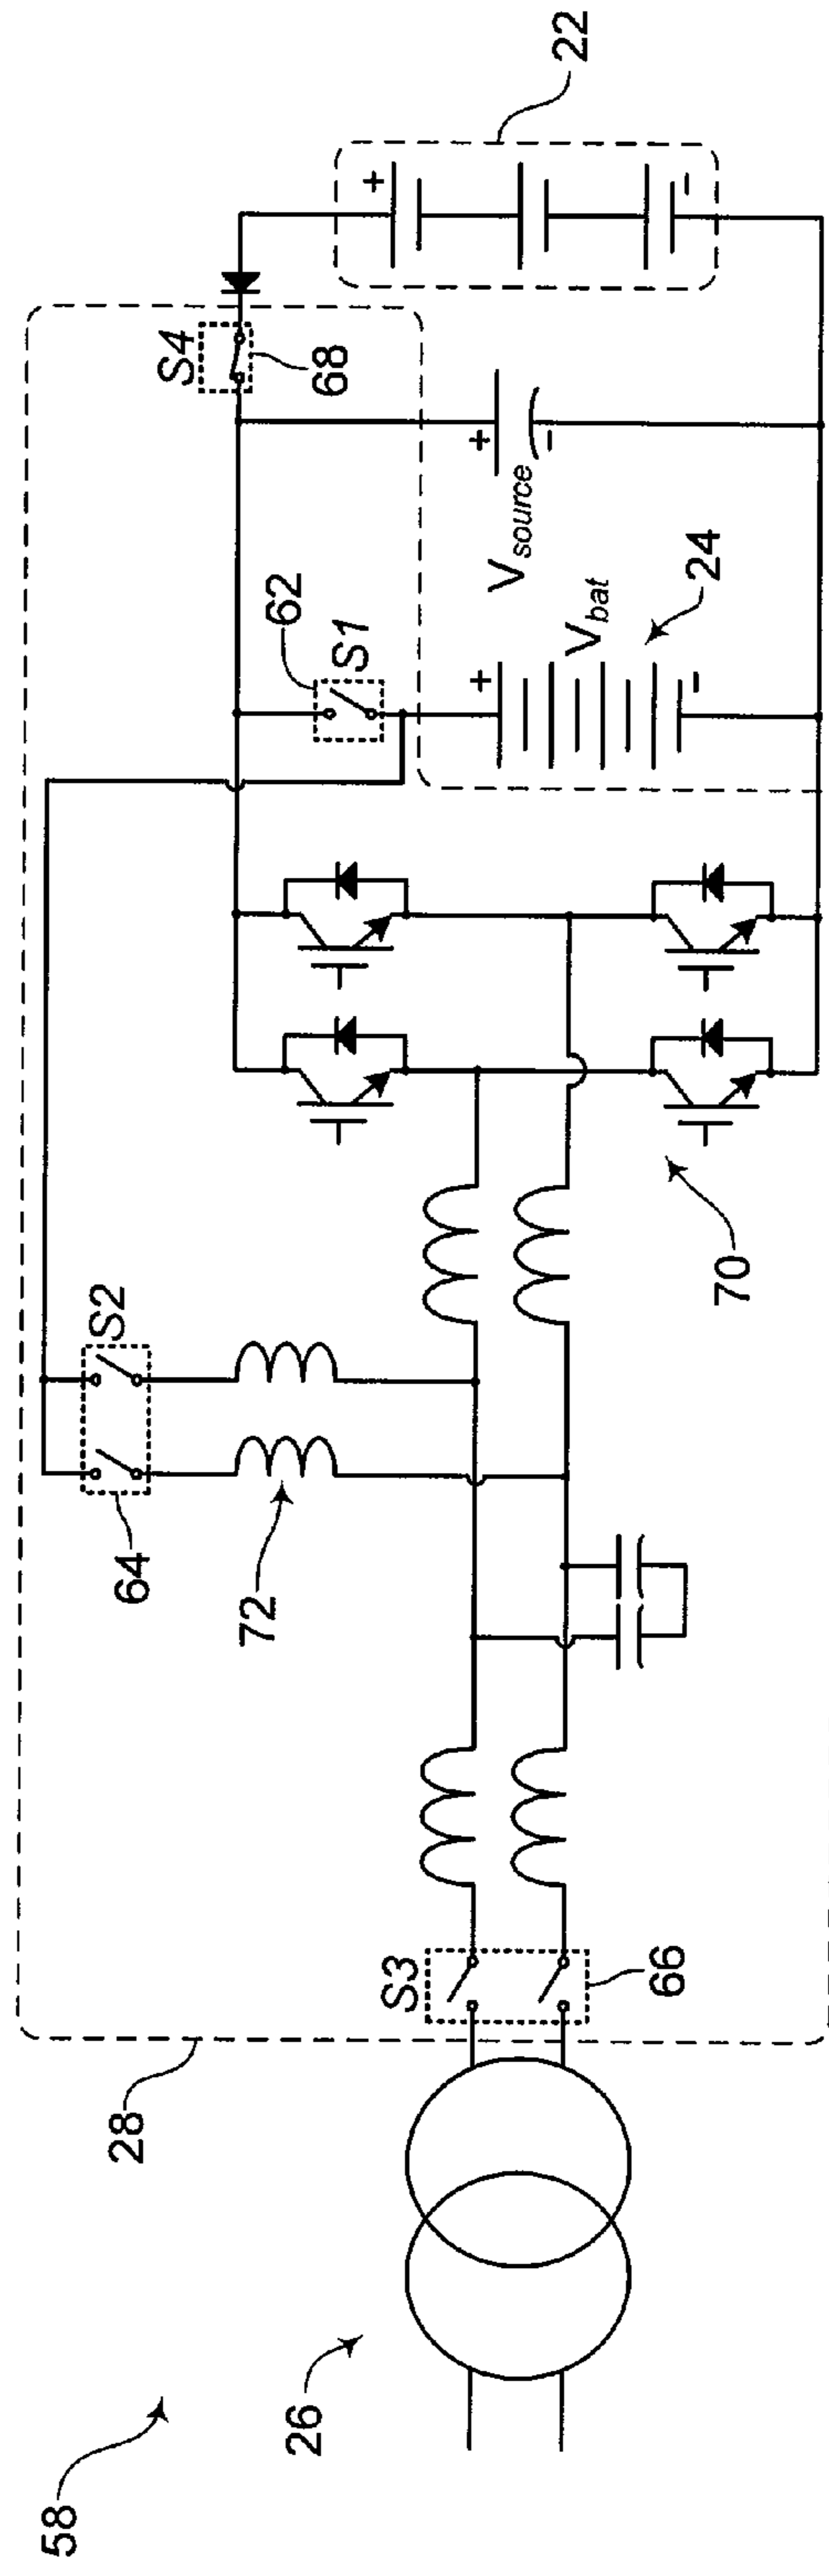 58
26
28
S3
66
64
S2
72
70
62
S1
S4
68
+
-
V_bat
24
+
-
V_source
+
-
22